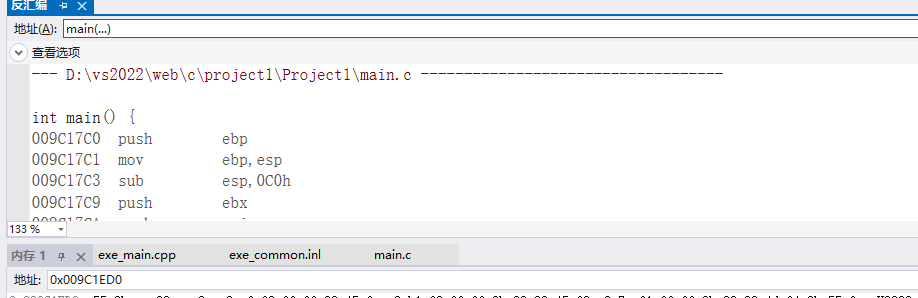 反汇编
地址(A): main(...)
查看选项
--- D:\vs2022\web\c\project1\Project1\main.c -----------------------------------
int main() {
009C17C0 push ebp
009C17C1 mov ebp,esp
009C17C3 sub esp,0C0h
009C17C9 push ebx
133 %
内存 1 exe_main.cpp exe_common.inl main.c
地址: 0x009C1ED0